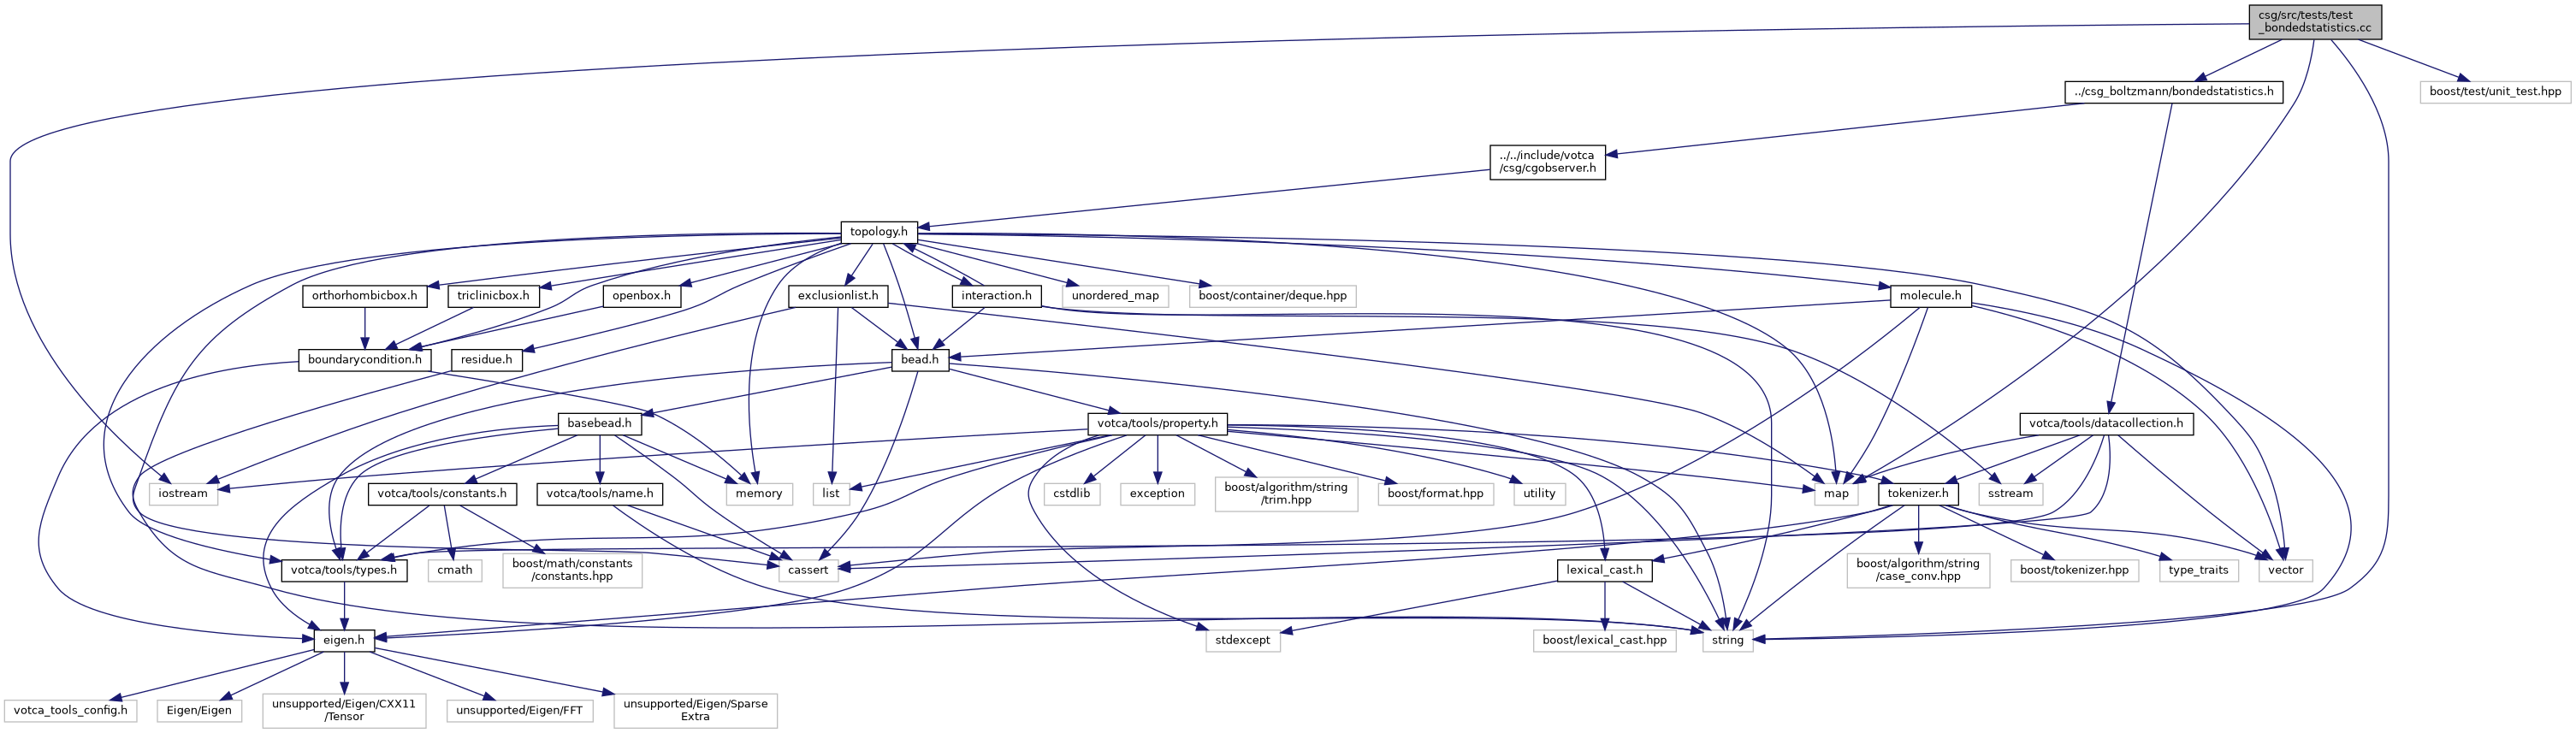 csg/src/tests/test
_bondedstatistics.cc
../csg_boltzmann/bondedstatistics.h
boost/test/unit_test.hpp
../../include/votca
/csg/cgobserver.h
topology.h
orthorhombicbox.h
triclinicbox.h
openbox.h
exclusionlist.h
interaction.h
unordered_map
boost/container/deque.hpp
molecule.h
boundarycondition.h
residue.h
bead.h
basebead.h
votca/tools/property.h
votca/tools/datacollection.h
iostream
votca/tools/constants.h
votca/tools/name.h
memory
list
cstdlib
exception
boost/algorithm/string
/trim.hpp
boost/format.hpp
utility
map
tokenizer.h
sstream
votca/tools/types.h
cmath
boost/math/constants
/constants.hpp
cassert
lexical_cast.h
boost/algorithm/string
/case_conv.hpp
boost/tokenizer.hpp
type_traits
vector
eigen.h
stdexcept
boost/lexical_cast.hpp
string
votca_tools_config.h
Eigen/Eigen
unsupported/Eigen/CXX11
/Tensor
unsupported/Eigen/FFT
unsupported/Eigen/Sparse
Extra